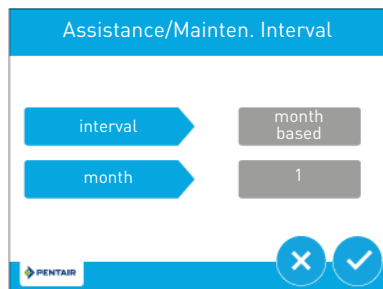 Assistance/Mainten. Interval
interval
month
based
month
1
PENTAIR